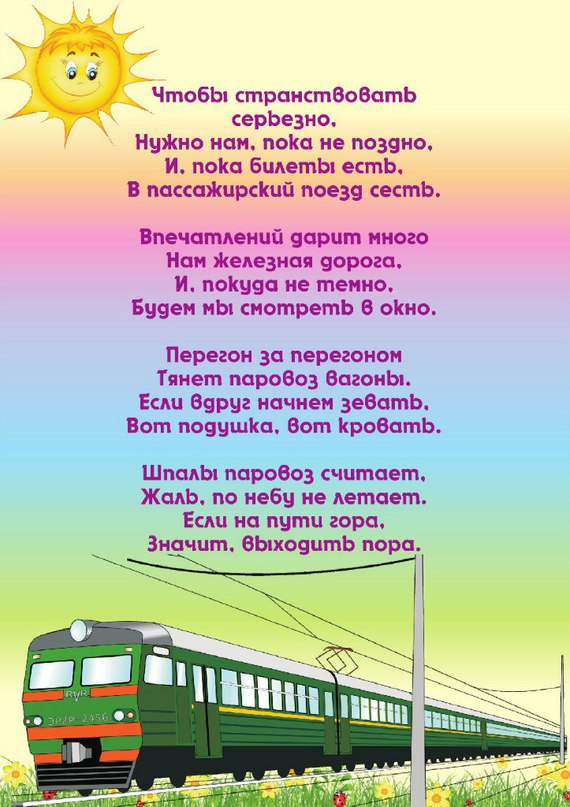 Чтобы странствовать
серьезно,
Нужно нам, пока не поздно,
И, пока билеты есть,
В пассажирский поезд сесть.
Впечатлений дарит много
Нам железная дорога,
И, покуда не темно,
Будем мы смотреть в окно.
Перегон за перегоном
Тянет паровоз вагоны.
Если вдруг начнем зевать,
Вот подушка, вот кровать.
Шпалы паровоз считает,
Жаль, по небу не летает.
Если на пути гора,
Значит, выходить пора.
RVR